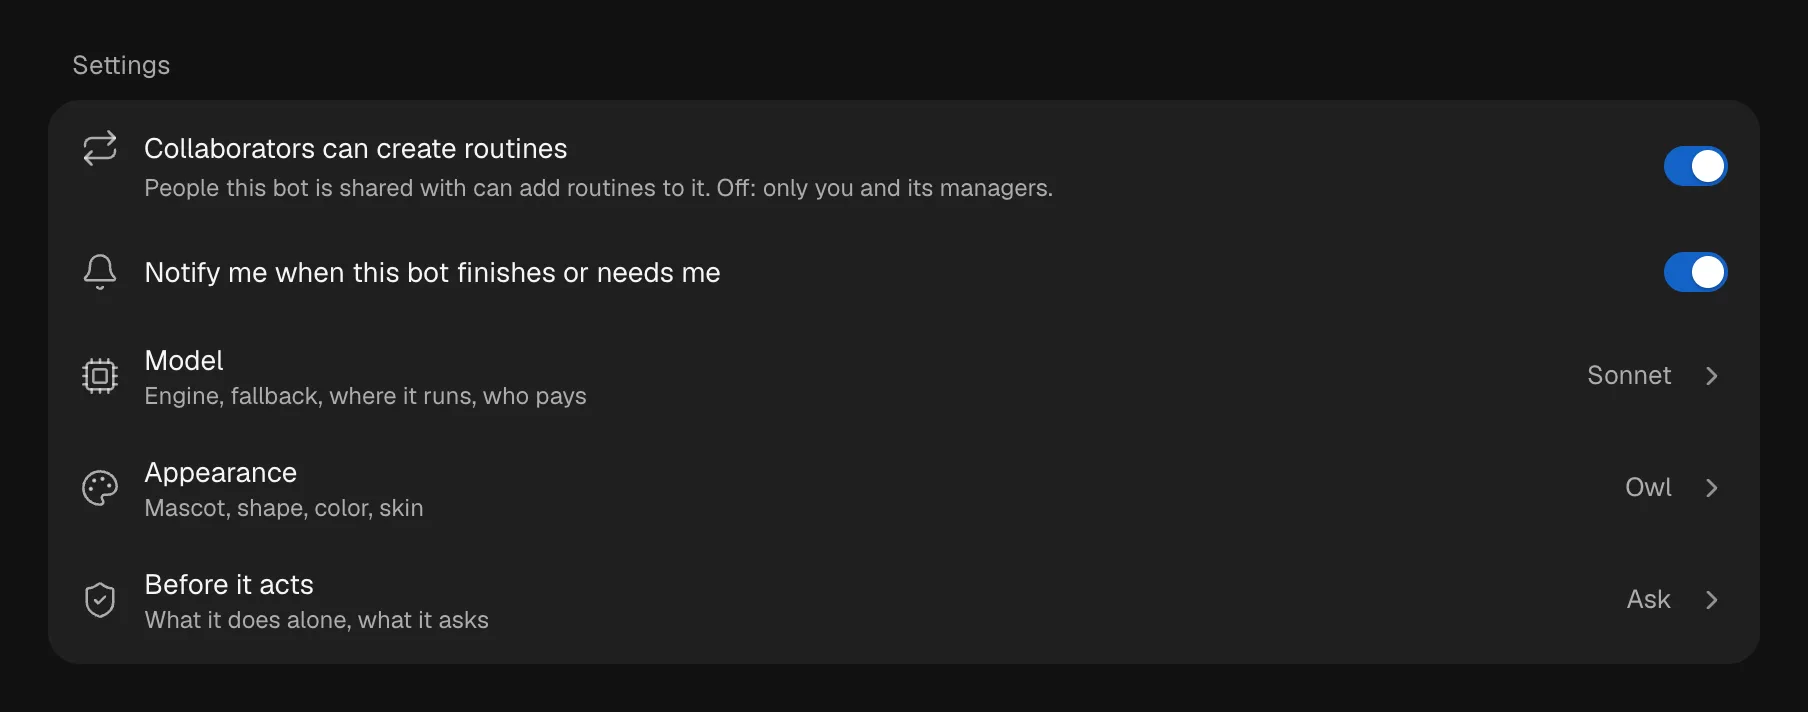 Settings
Collaborators can create routines
People this bot is shared with can add routines to it. Off: only you and its managers.
Notify me when this bot finishes or needs me
Model
Engine, fallback, where it runs, who pays
Sonnet
Appearance
Mascot, shape, color, skin
Owl
Before it acts
What it does alone, what it asks
Ask